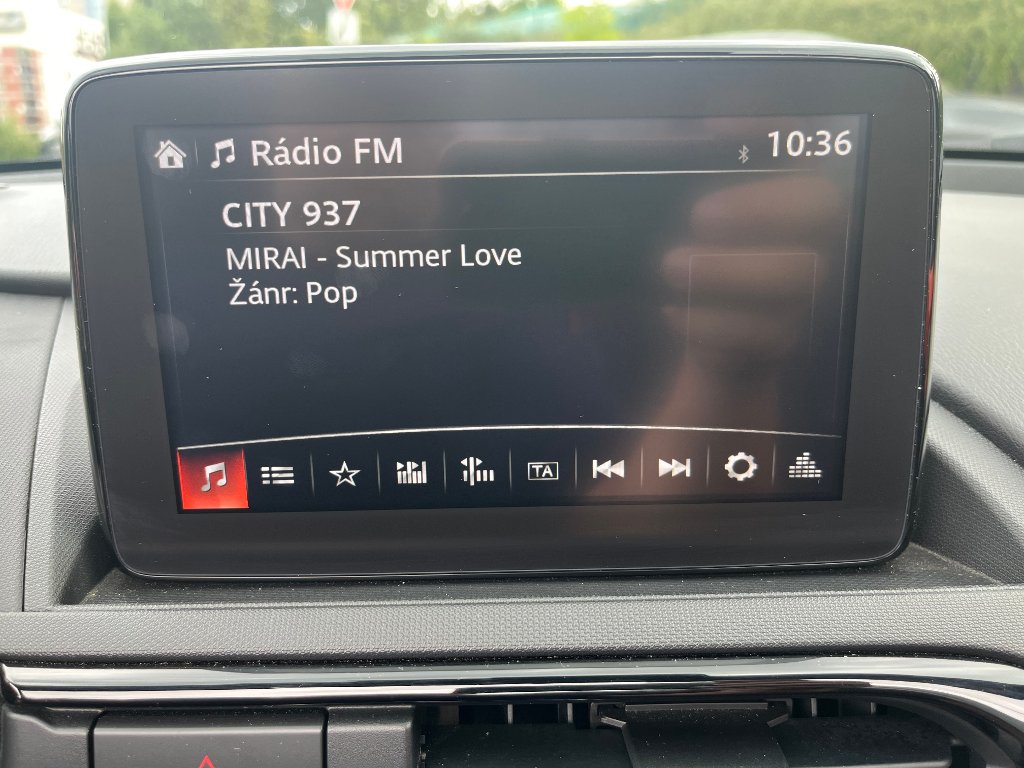 Rádio FM
10:36
CITY 937
MIRAI - Summer Love
Žánr: Pop
TA